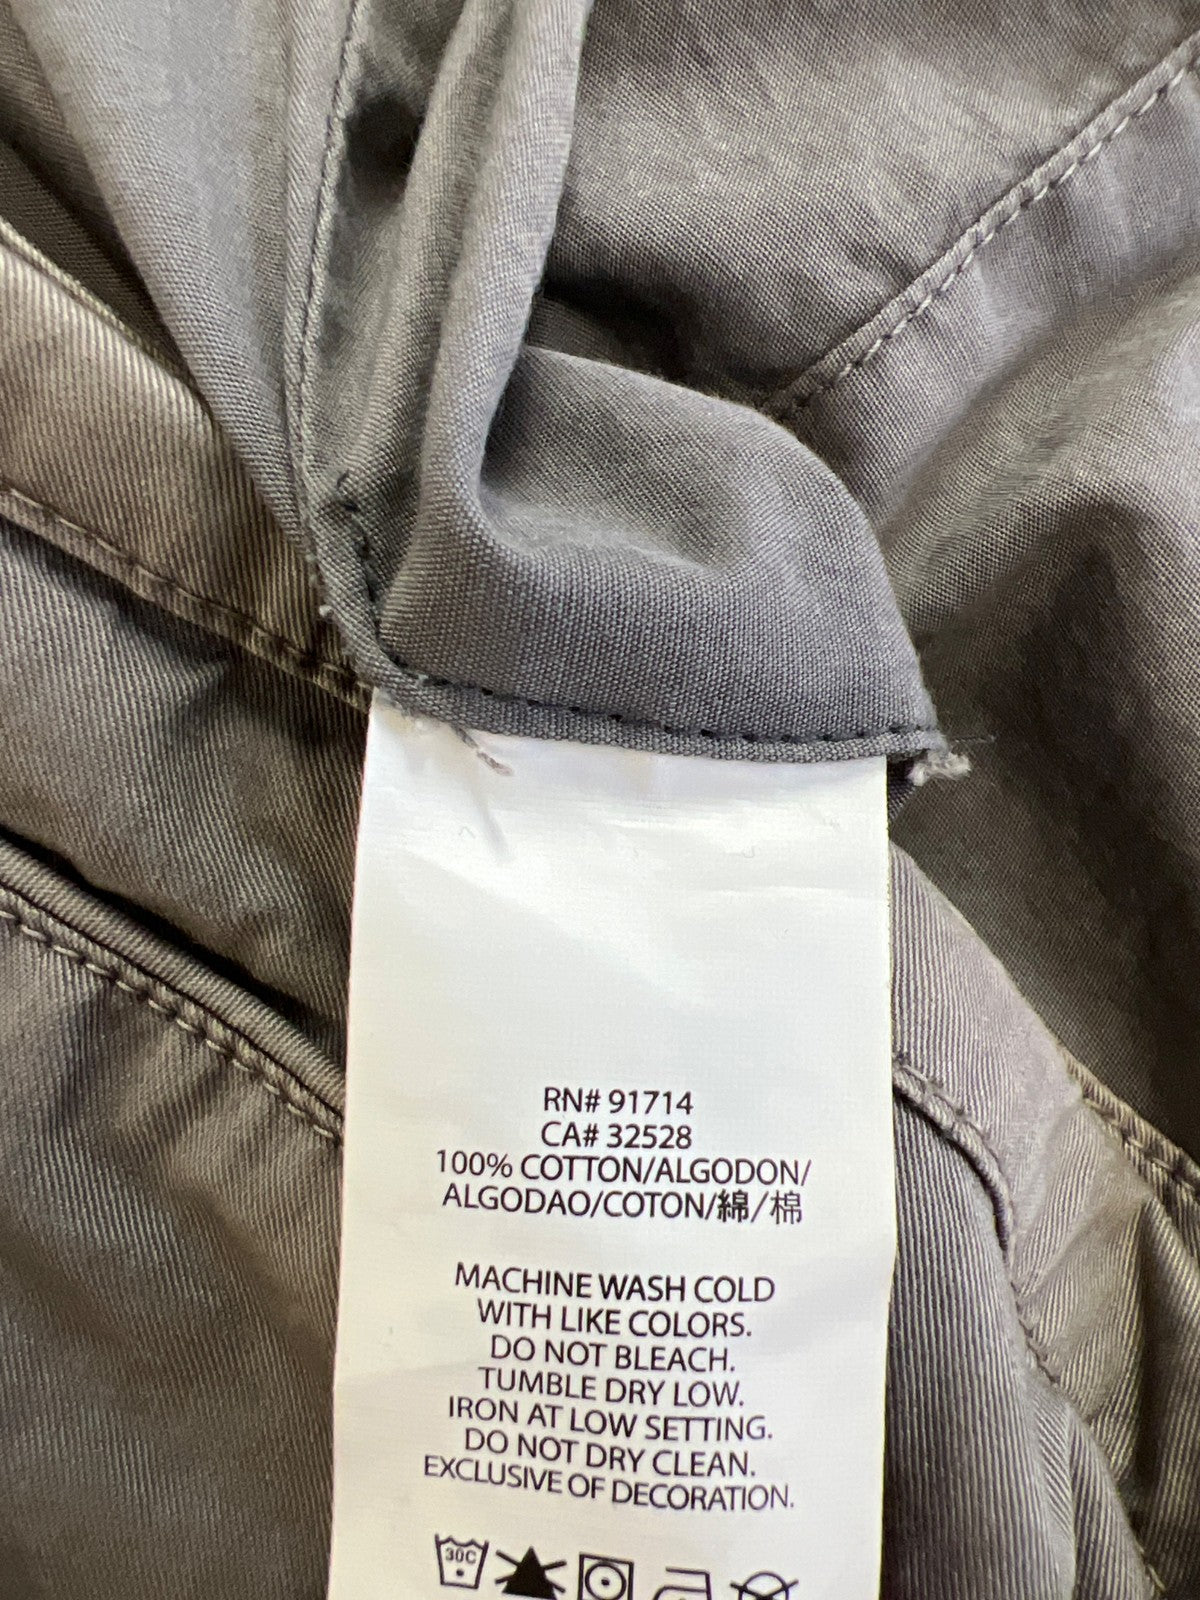 RN# 91714
CA# 32528
100% COTTON/ALGODON/
ALGODAO/COTON/綿/棉
MACHINE WASH COLD
WITH LIKE COLORS.
DO NOT BLEACH.
TUMBLE DRY LOW.
IRON AT LOW SETTING.
DO NOT DRY CLEAN.
EXCLUSIVE OF DECORATION.
30C